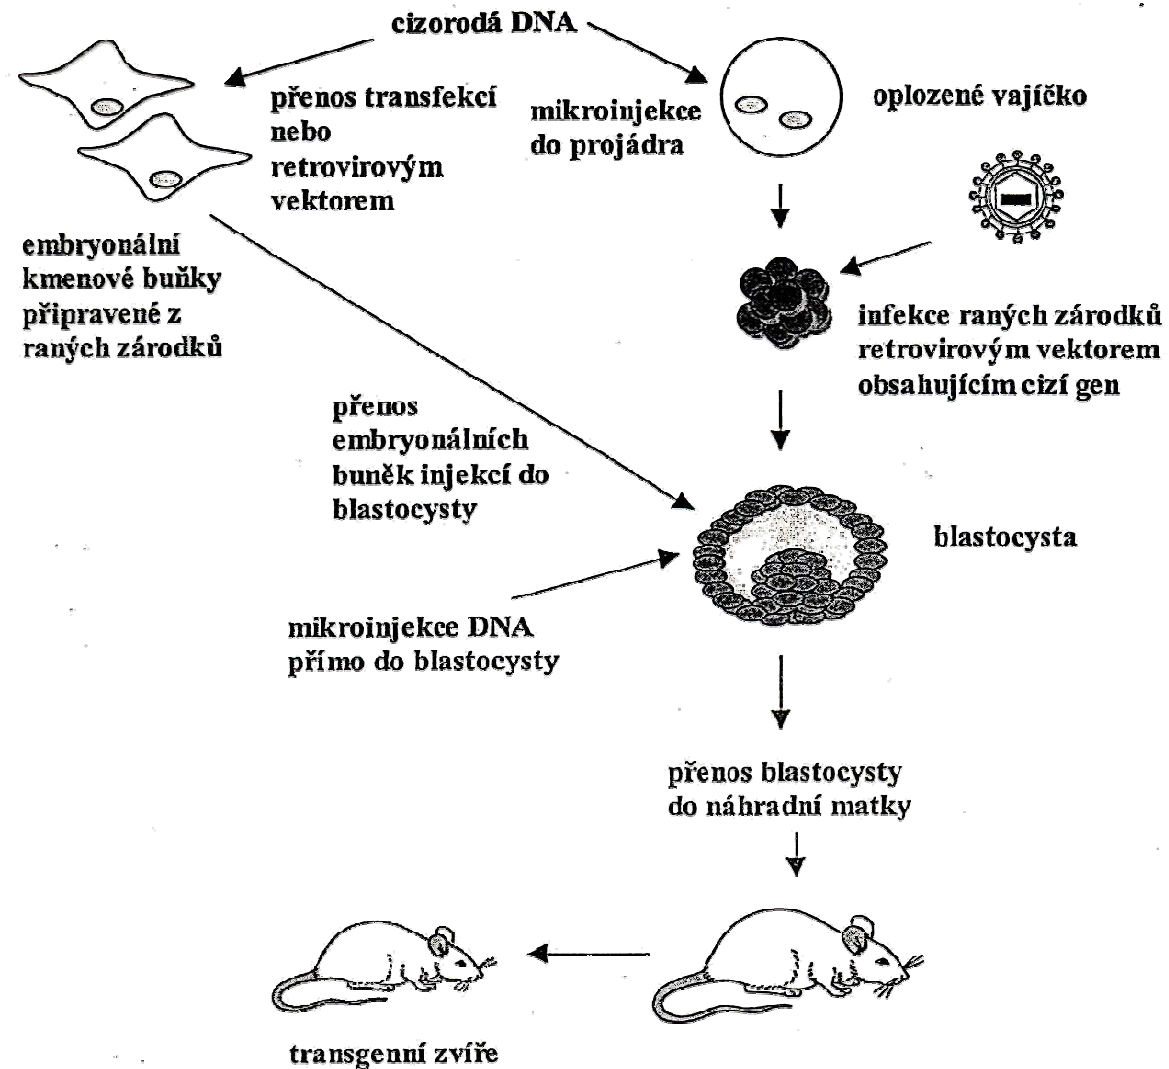 cizorodá DNA
přenos transfekcí
nebo
retrovirovým
vektorem
mikroinjekce
do projádra
oplozené vajíčko
embryonální
kmenové buňky
připravené z
raných zárodků
infekce raných zárodků
retrovirovým vektorem
obsahujícím cizí gen
přenos
embryonálních
buněk injekcí do
blastocysty
blastocysta
mikroinjekce DNA
přímo do blastocysty
přenos blastocysty
do náhradní matky
transgenní zvíře